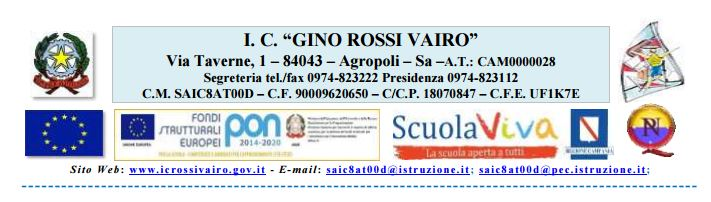 I. C. “GINO ROSSI VAIRO”
Via Taverne, 1 – 84043 – Agropoli – Sa –A.T.: CAM0000028
Segreteria tel./fax 0974-823222 Presidenza 0974-823112
C.M. SAIC8AT00D – C.F. 90009620650 – C/C.P. 18070847 – C.F.E. UF1K7E
FONDI
STRUTTURALI
EUROPEI
pon
2014-2020
ScuolaViva
La scuola aperta a tutti
REGIONE CAMPANIA
Sito Web: www.icrossivairo.gov.it - E-mail: saic8at00d@istruzione.it; saic8at00d@pec.istruzione.it;